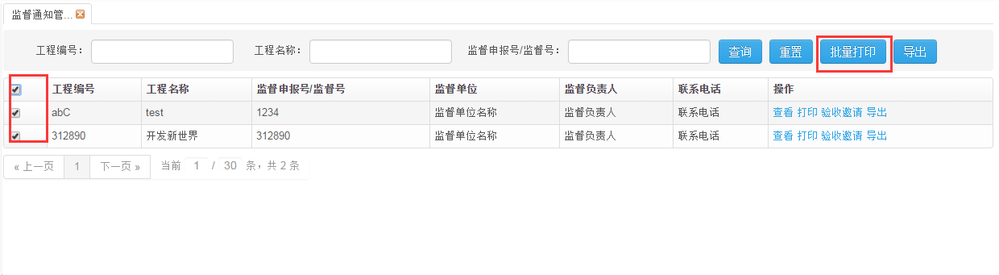 监督通知管...
工程编号： 工程名称： 监督申报号/监督号： 查询 重置 批量打印 导出
工程编号 工程名称 监督申报号/监督号 监督单位 监督负责人 联系电话 操作
abC test 1234 监督单位名称 监督负责人 联系电话 查看 打印 验收邀请 导出
312890 开发新世界 312890 监督单位名称 监督负责人 联系电话 查看 打印 验收邀请 导出
« 上一页 1 下一页 » 当前 1 / 30 条，共 2 条